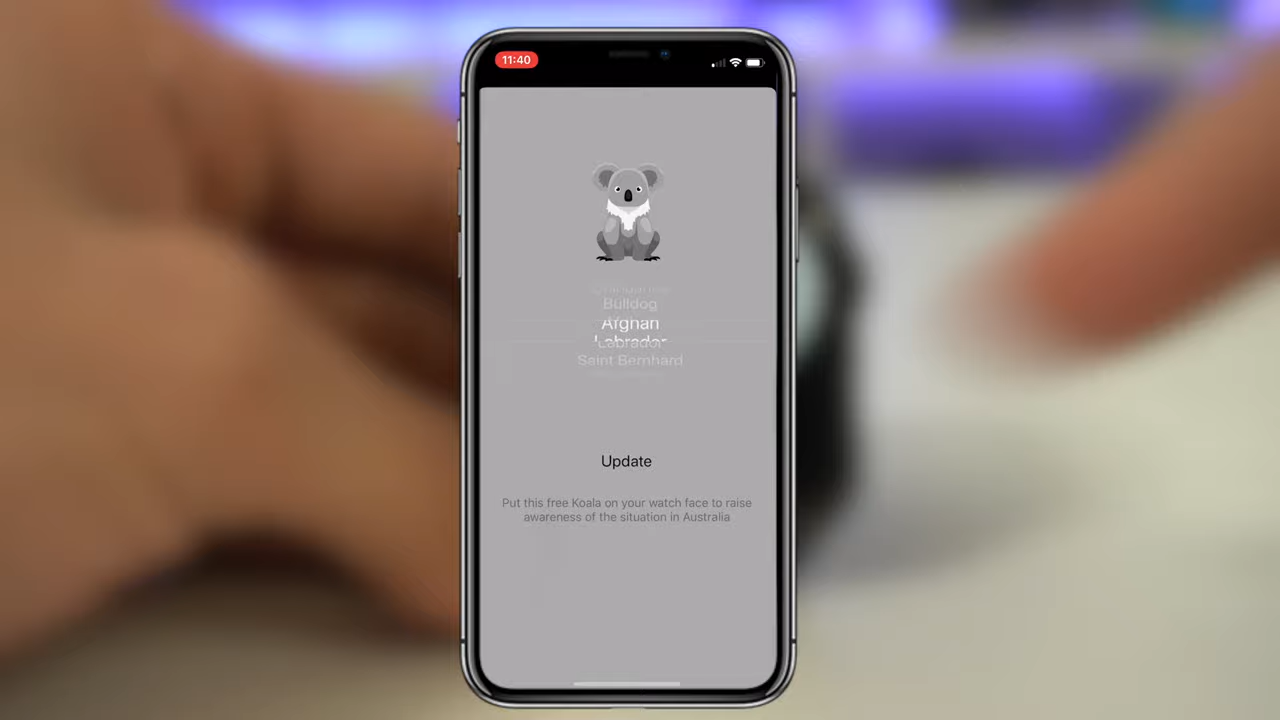 11:40
Bulldog
Afghan
Labrador
Saint Bernhard
Update
Put this free Koala on your watch face to raise
awareness of the situation in Australia